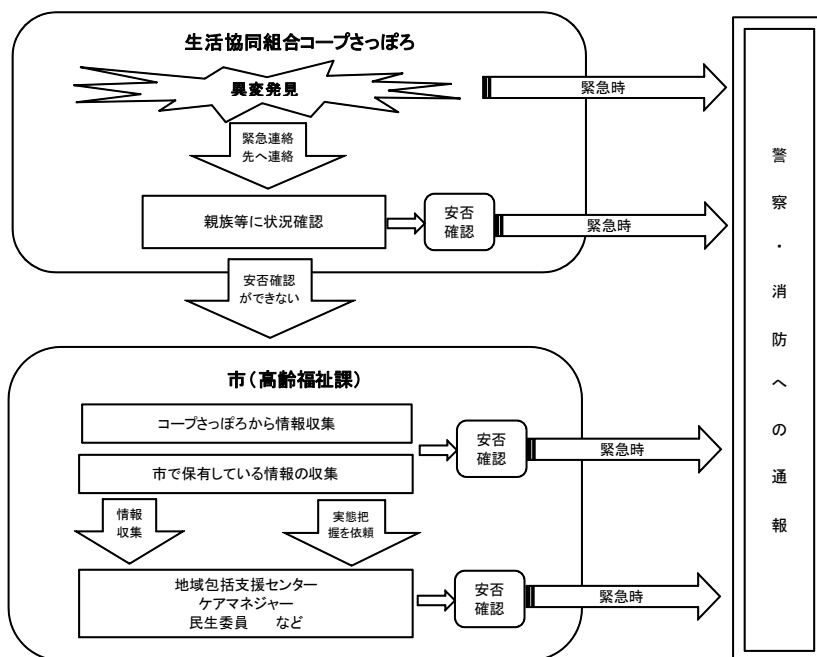 生活協同組合コープさっぽろ
異変発見
緊急時
緊急連絡
先へ連絡
親族等に状況確認
安否
確認
緊急時
安否確認
ができない
市（高齢福祉課）
コープさっぽろから情報収集
市で保有している情報の収集
安否
確認
緊急時
情報
収集
実態把
握を依頼
地域包括支援センター
ケアマネジャー
民生委員　など
安否
確認
緊急時
警察・消防への通報